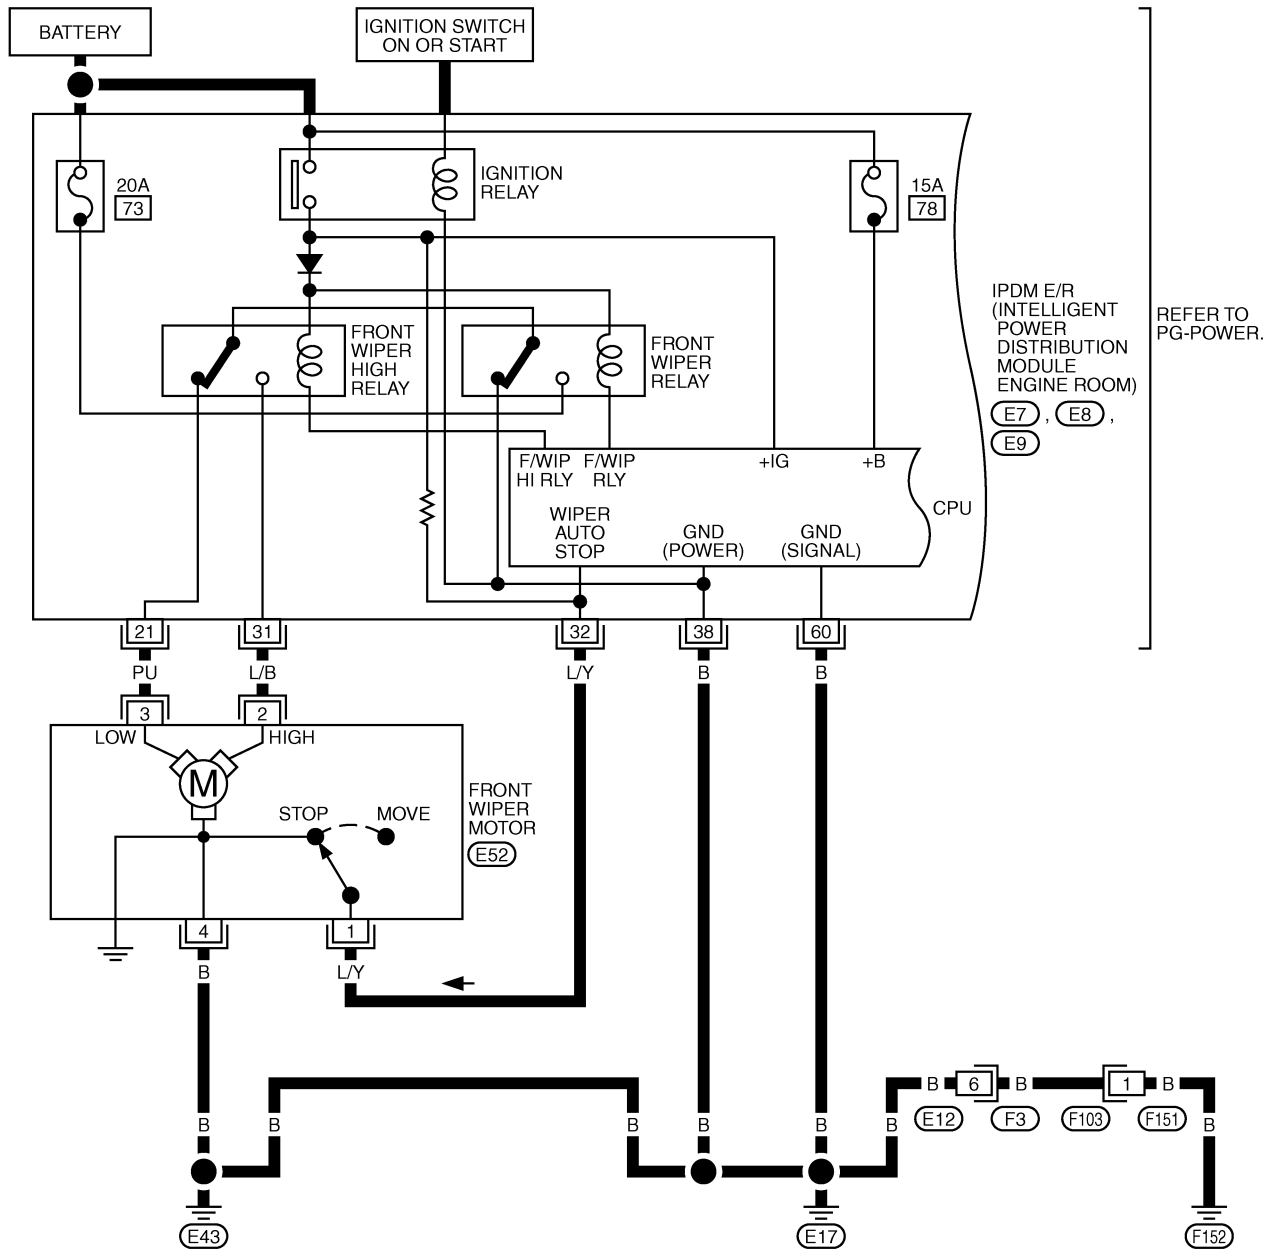 BATTERY
IGNITION SWITCH
ON OR START
20A
73
IGNITION
RELAY
15A
78
IPDM E/R
(INTELLIGENT
POWER
DISTRIBUTION
MODULE
ENGINE ROOM)
E7 , E8 ,
E9
REFER TO
PG-POWER.
FRONT
WIPER
HIGH
RELAY
FRONT
WIPER
RELAY
F/WIP
HI RLY
F/WIP
RLY
+IG
+B
CPU
WIPER
AUTO
STOP
GND
(POWER)
GND
(SIGNAL)
21
31
32
38
60
PU
L/B
L/Y
B
B
3
2
LOW
HIGH
M
STOP
MOVE
FRONT
WIPER
MOTOR
E52
4
1
B
L/Y
B
6
B
1
B
E12
F3
F103
F151
B
B
B
B
B
B
B
E43
E17
F152